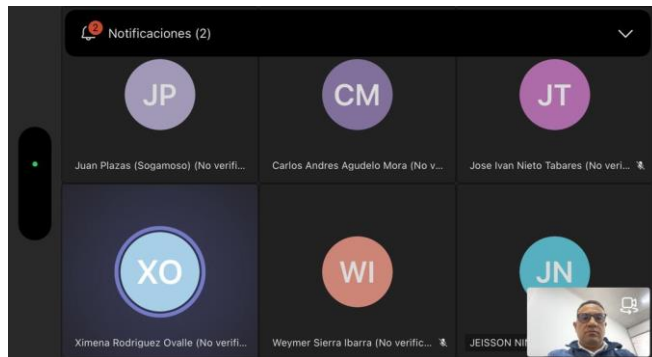 2
Notificaciones (2)
JP
CM
JT
Juan Plazas (Sogamoso) (No verifi...
Carlos Andres Agudelo Mora (No v...
Jose Ivan Nieto Tabares (No veri...
XO
WI
JN
Ximena Rodriguez Ovalle (No verifi...
Weymer Sierra Ibarra (No verific...
JEISSON